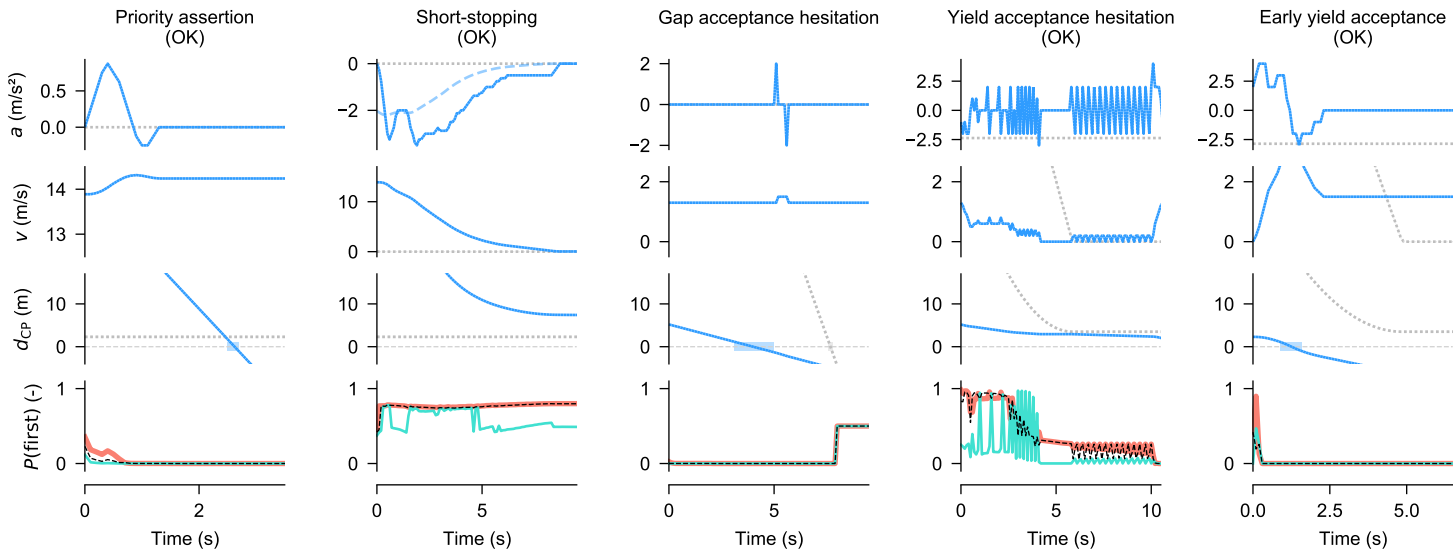 Priority assertion
(OK)
Short-stopping
(OK)
Gap acceptance hesitation
Yield acceptance hesitation
(OK)
Early yield acceptance
(OK)
a (m/s²)
0.5
0.0
0
−2
2
0
−2
2.5
0.0
−2.5
2.5
0.0
−2.5
v (m/s)
14
13
10
0
2
0
2
0
2
0
d_CP (m)
10
0
10
0
10
0
10
0
10
0
P(first) (-)
1
0
1
0
1
0
1
0
1
0
0 2
0 5
0 5
0 5 10
0.0 2.5 5.0
Time (s)
Time (s)
Time (s)
Time (s)
Time (s)